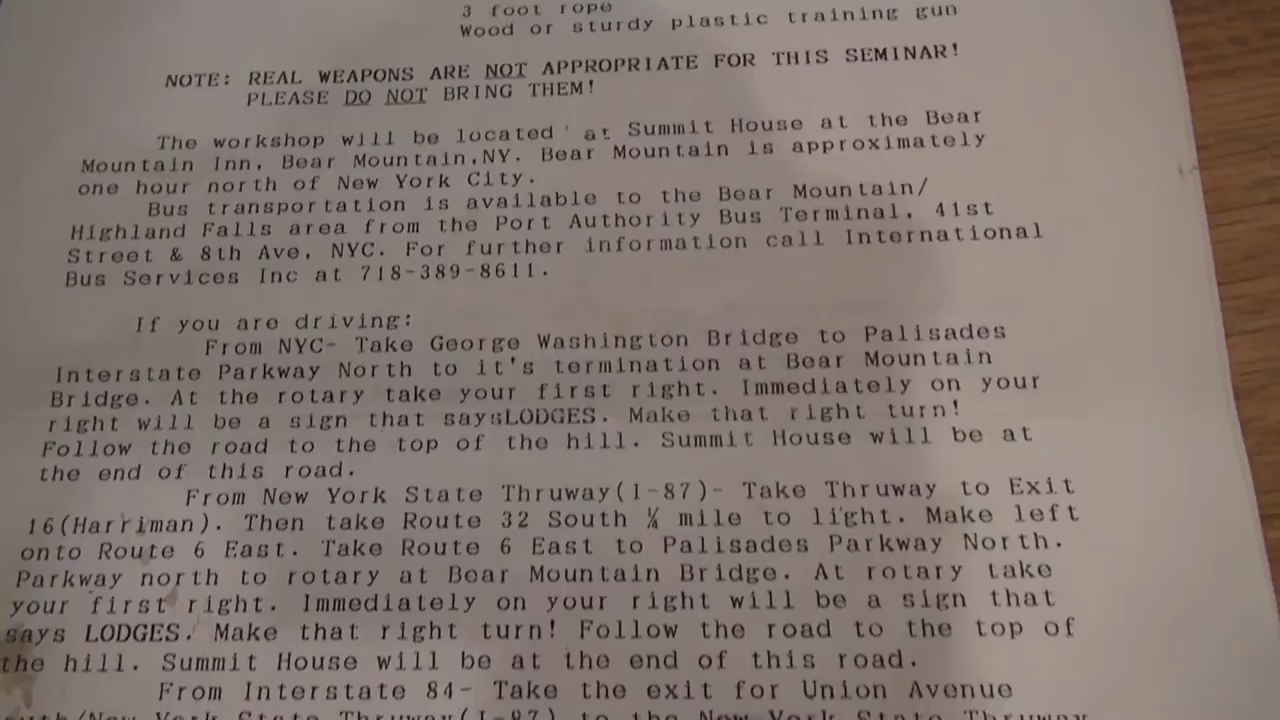 3 foot rope
Wood or sturdy plastic training gun
NOTE: REAL WEAPONS ARE NOT APPROPRIATE FOR THIS SEMINAR!
PLEASE DO NOT BRING THEM!
The workshop will be located at Summit House at the Bear
Mountain Inn, Bear Mountain,NY. Bear Mountain is approximately
one hour north of New York City.
Bus transportation is available to the Bear Mountain/
Highland Falls area from the Port Authority Bus Terminal, 41st
Street & 8th Ave, NYC. For further information call International
Bus Services Inc at 718-389-8611.
If you are driving:
From NYC- Take George Washington Bridge to Palisades
Interstate Parkway North to it's termination at Bear Mountain
Bridge. At the rotary take your first right. Immediately on your
right will be a sign that saysLODGES. Make that right turn!
Follow the road to the top of the hill. Summit House will be at
the end of this road.
From New York State Thruway(I-87)- Take Thruway to Exit
16(Harriman). Then take Route 32 South ¼ mile to light. Make left
onto Route 6 East. Take Route 6 East to Palisades Parkway North.
Parkway north to rotary at Bear Mountain Bridge. At rotary take
your first right. Immediately on your right will be a sign that
says LODGES. Make that right turn! Follow the road to the top of
the hill. Summit House will be at the end of this road.
From Interstate 84- Take the exit for Union Avenue
South/New York State Thruway(I-87) to the New York State Thruway